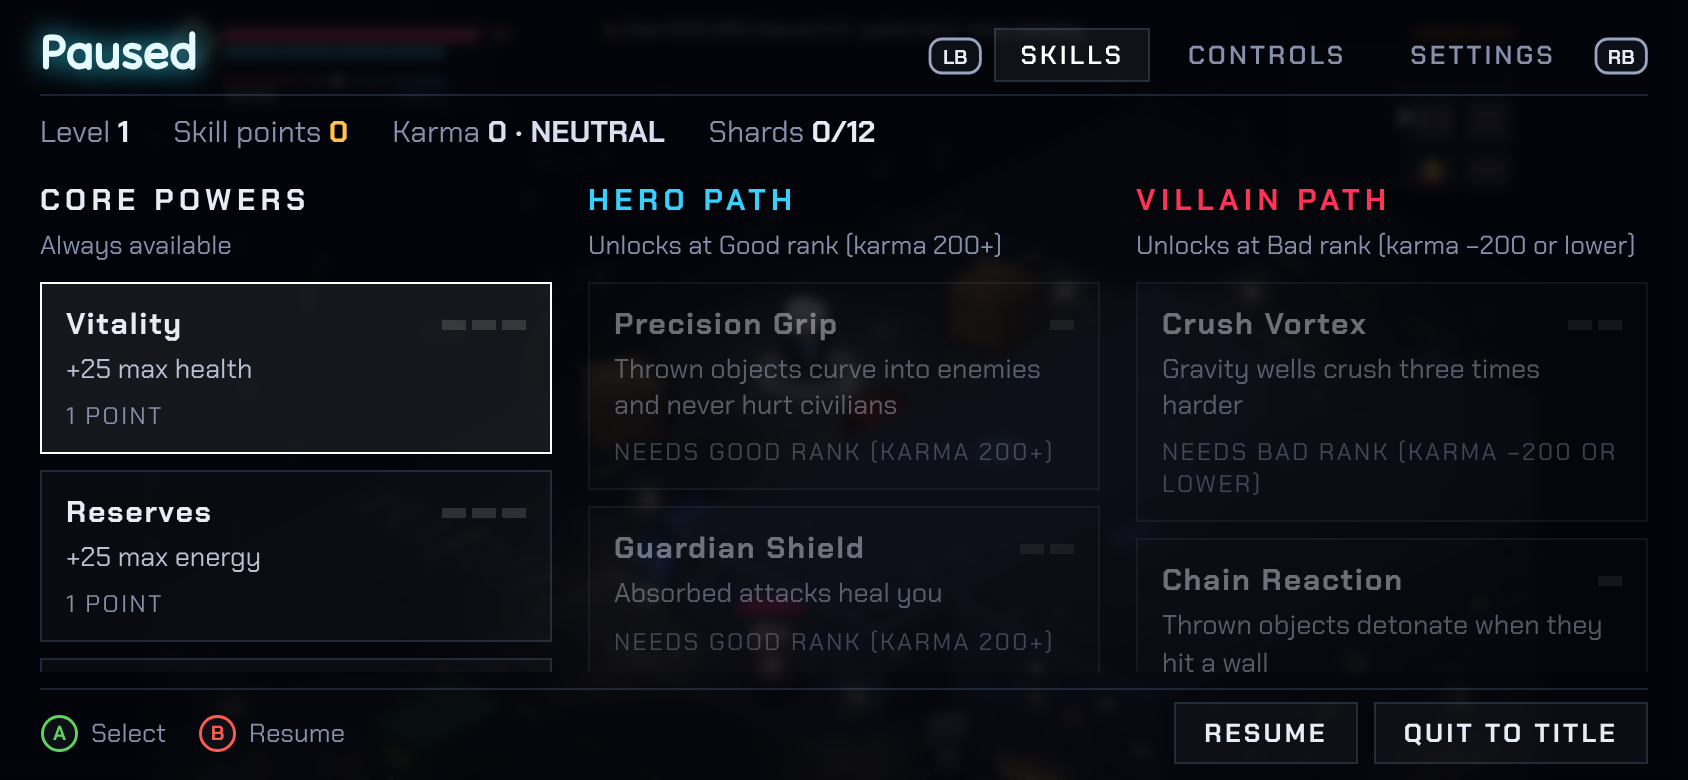 Paused
LB
SKILLS
CONTROLS
SETTINGS
RB
Level 1
Skill points 0
Karma 0 · NEUTRAL
Shards 0/12
CORE POWERS
Always available
Vitality
+25 max health
1 POINT
Reserves
+25 max energy
1 POINT
HERO PATH
Unlocks at Good rank (karma 200+)
Precision Grip
Thrown objects curve into enemies
and never hurt civilians
NEEDS GOOD RANK (KARMA 200+)
Guardian Shield
Absorbed attacks heal you
NEEDS GOOD RANK (KARMA 200+)
VILLAIN PATH
Unlocks at Bad rank (karma −200 or lower)
Crush Vortex
Gravity wells crush three times
harder
NEEDS BAD RANK (KARMA −200 OR
LOWER)
Chain Reaction
Thrown objects detonate when they
hit a wall
A Select
B Resume
RESUME
QUIT TO TITLE